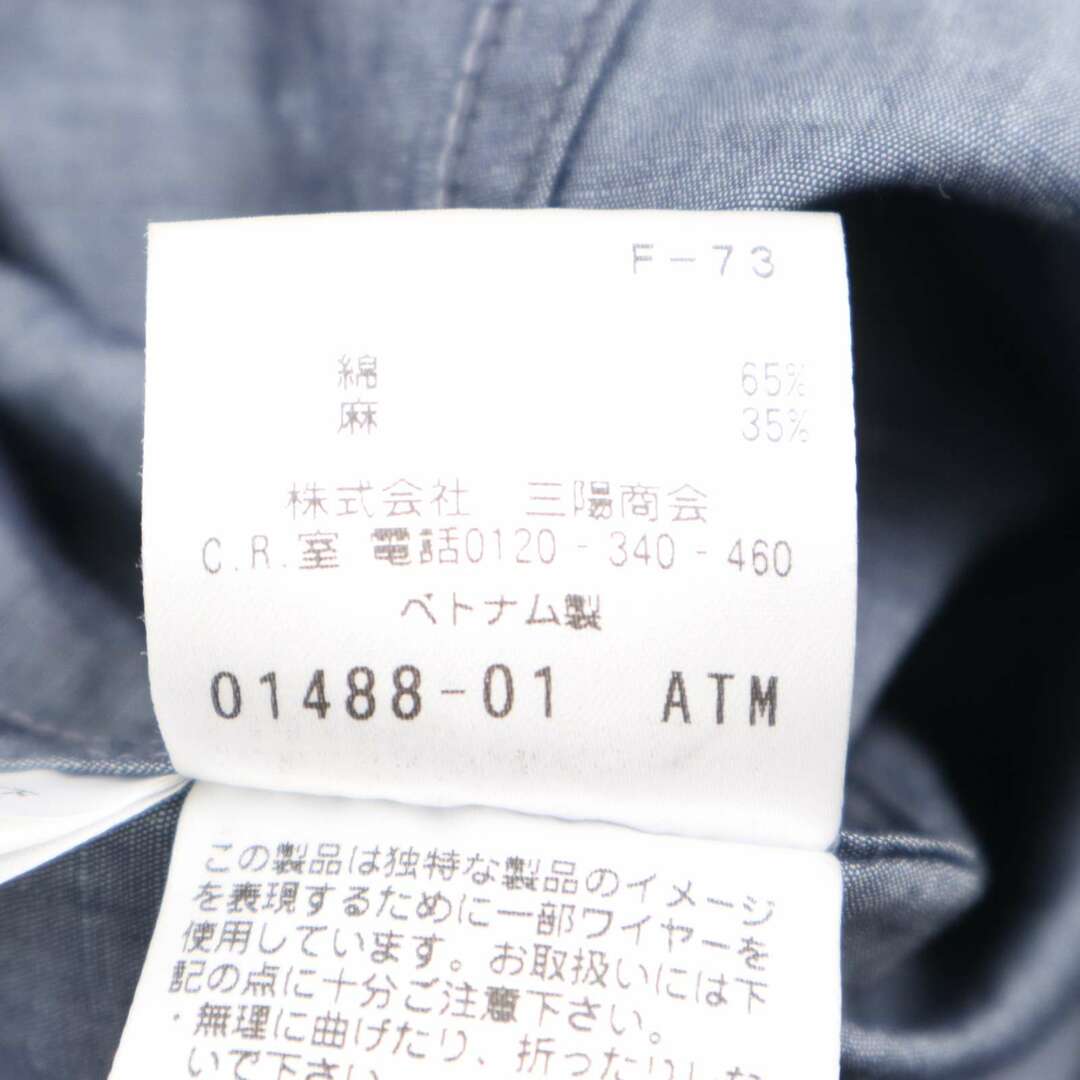 F-73
綿 65%
麻 35%
株式会社 三陽商会
C.R.室 電話0120-340-460
ベトナム製
01488-01 ATM
この製品は独特な製品のイメージ
を表現するために一部ワイヤーを
使用しています。お取扱いには下
記の点に十分ご注意下さい。
・無理に曲げたり、折ったりしな
いで下さい